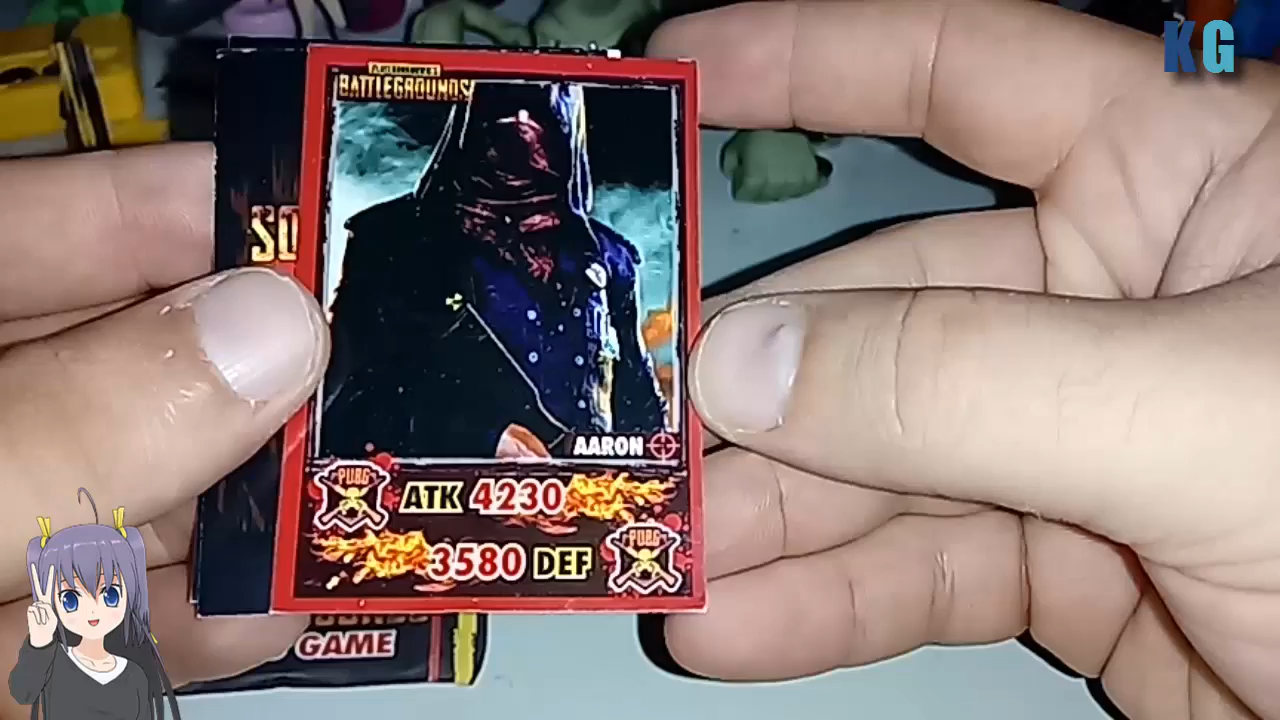 KG
BATTLEGROUNDS
SO
AARON
PUBG
ATK 4230
3580 DEF
PUBG
GAME